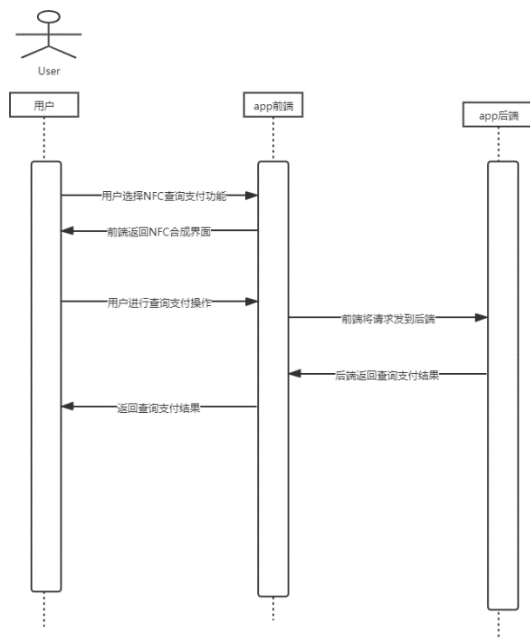 User
用户
app前端
app后端
用户选择NFC查询支付功能
前端返回NFC合成界面
用户进行查询支付操作
前端将请求发到后端
后端返回查询支付结果
返回查询支付结果